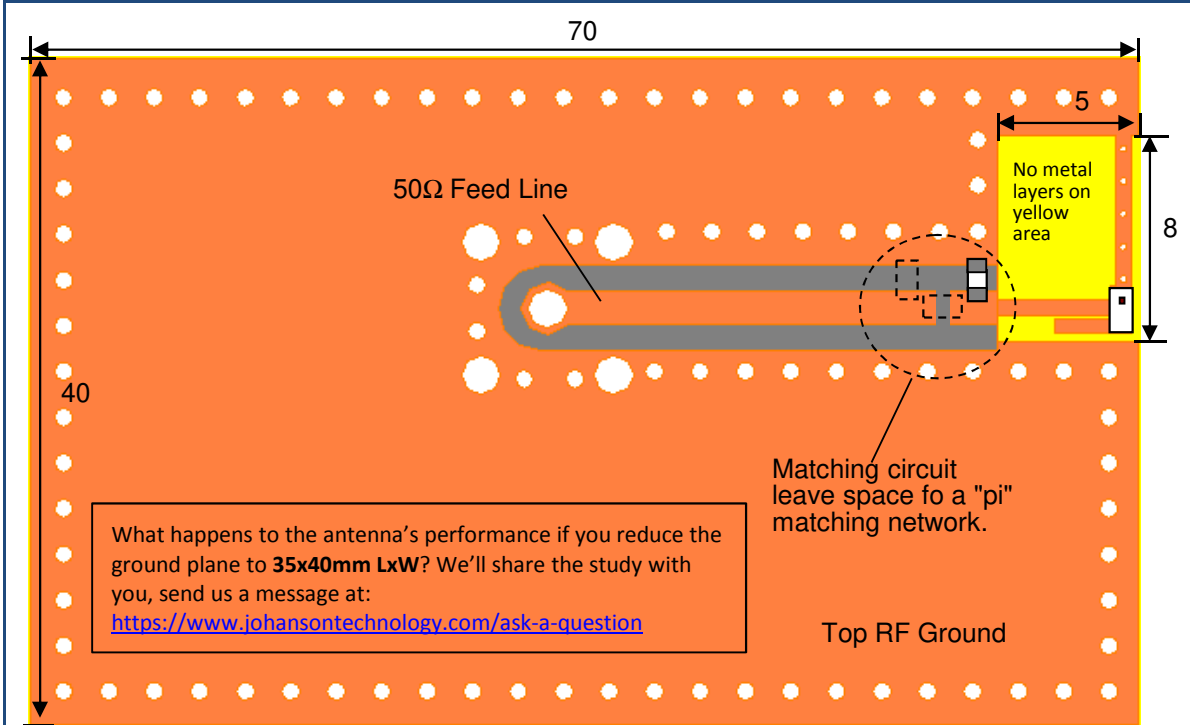 70
5
No metal
layers on
yellow
area
50Ω Feed Line
8
40
Matching circuit
leave space fo a "pi"
matching network.
What happens to the antenna's performance if you reduce the
ground plane to 35x40mm LxW? We'll share the study with
you, send us a message at:
https://www.johansontechnology.com/ask-a-question
Top RF Ground